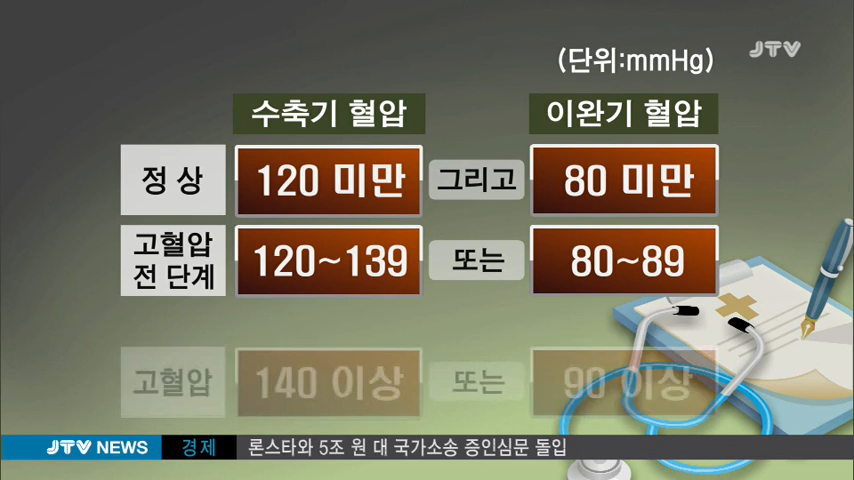 (단위:mmHg)
JTV
수축기 혈압
이완기 혈압
정 상
120 미만
그리고
80 미만
고혈압
전 단계
120~139
또는
80~89
고혈압
140 이상
또는
90 이상
JTV NEWS
경제
론스타와 5조 원 대 국가소송 증인심문 돌입